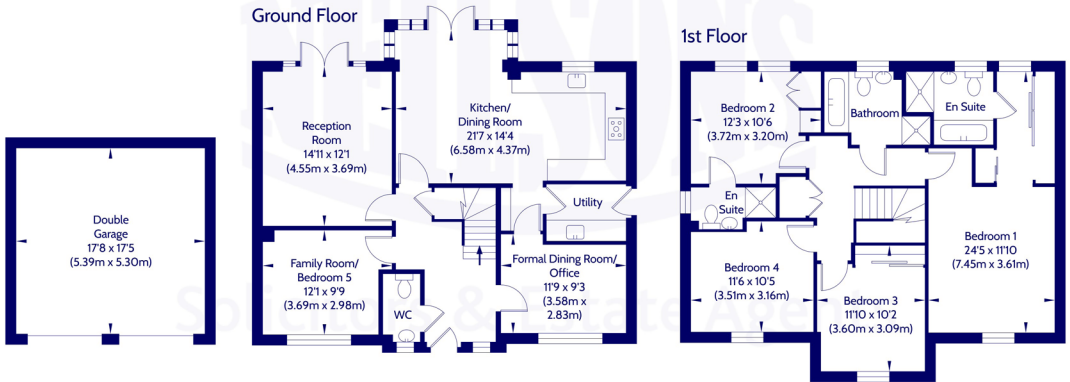 Ground Floor
1st Floor
Double
Garage
17'8 x 17'5
(5.39m x 5.30m)
Reception
Room
14'11 x 12'1
(4.55m x 3.69m)
Kitchen/
Dining Room
21'7 x 14'4
(6.58m x 4.37m)
Utility
Family Room/
Bedroom 5
12'1 x 9'9
(3.69m x 2.98m)
WC
Formal Dining Room/
Office
11'9 x 9'3
(3.58m x
2.83m)
Bedroom 2
12'3 x 10'6
(3.72m x 3.20m)
Bathroom
En Suite
En
Suite
Bedroom 1
24'5 x 11'10
(7.45m x 3.61m)
Bedroom 4
11'6 x 10'5
(3.51m x 3.16m)
Bedroom 3
11'10 x 10'2
(3.60m x 3.09m)
NELSONS
Solicitors & Estate Agents